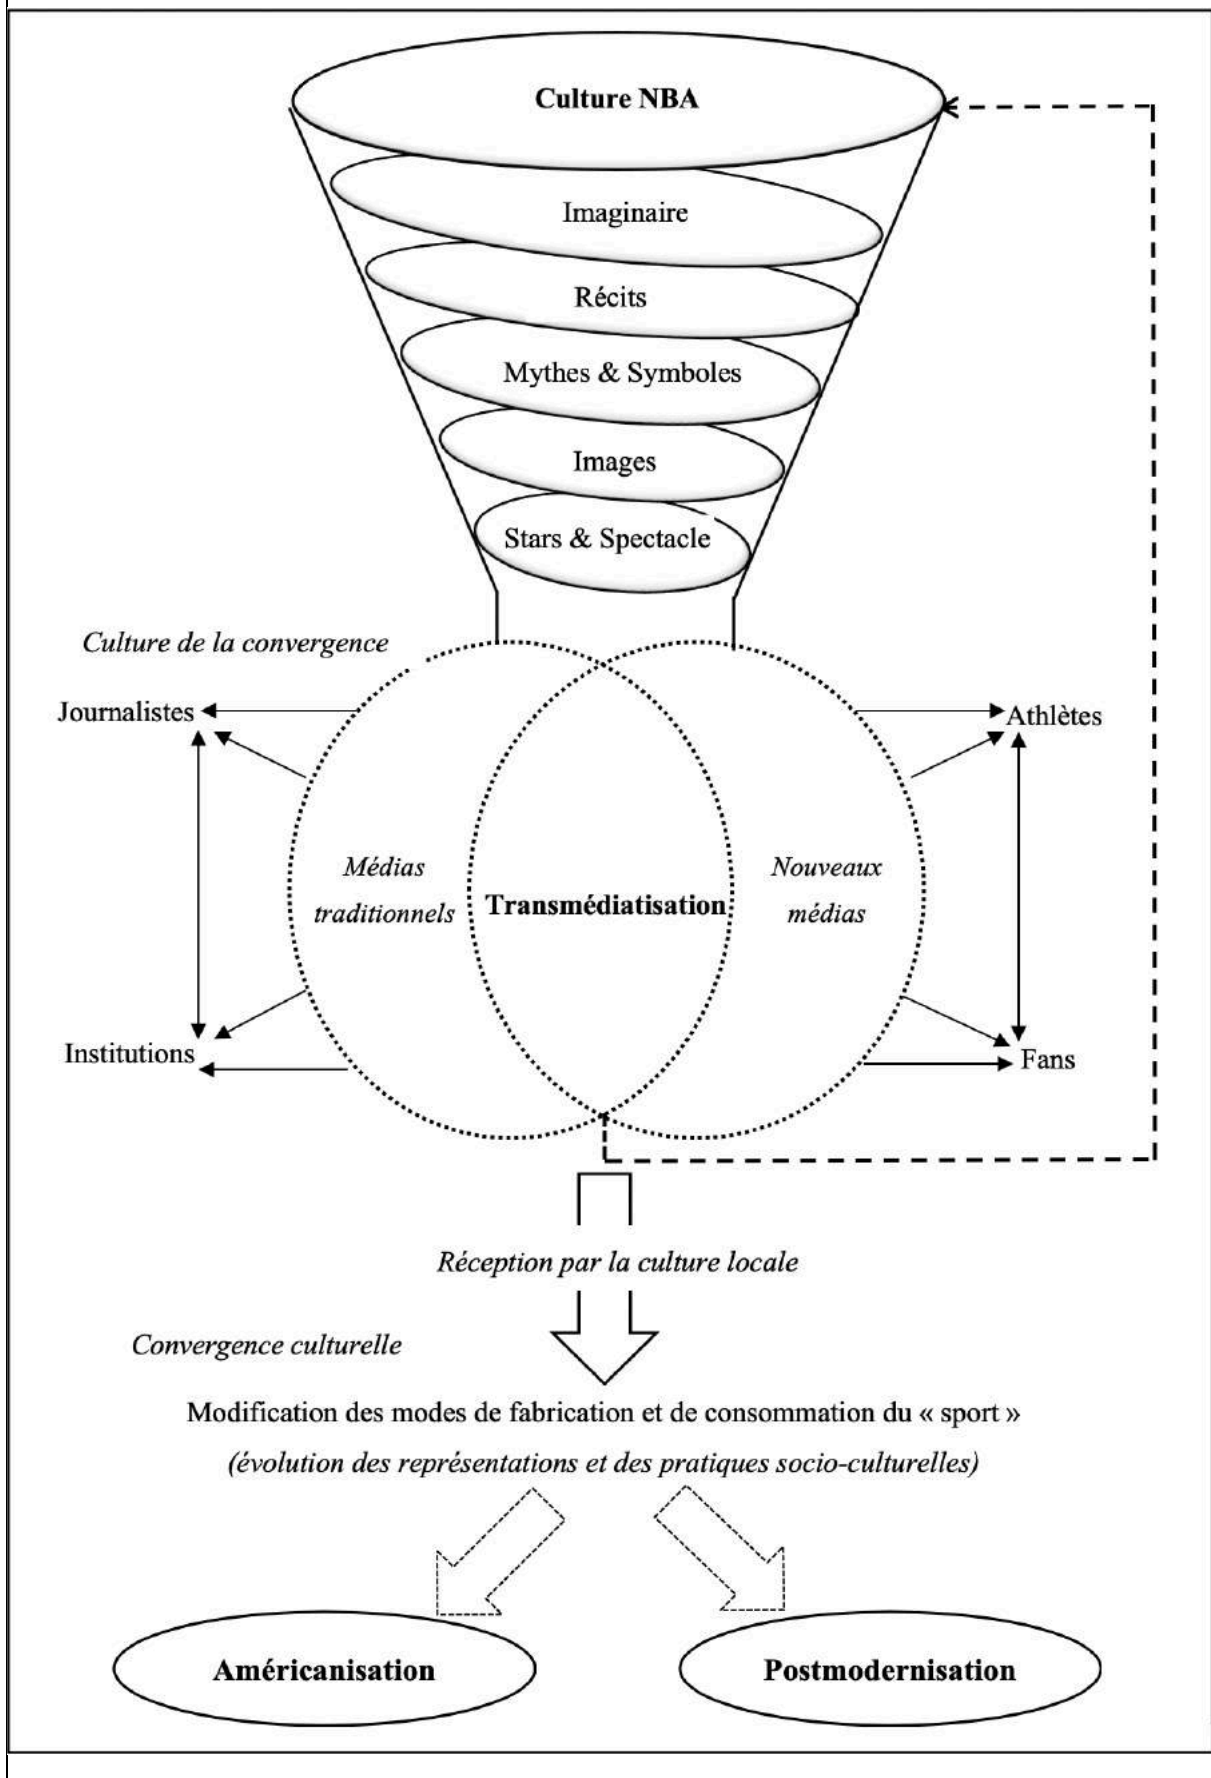 Culture NBA
Imaginaire
Récits
Mythes & Symboles
Images
Stars & Spectacle
Culture de la convergence
Journalistes
Athlètes
Médias
traditionnels
Transmédiatisation
Nouveaux
médias
Institutions
Fans
Réception par la culture locale
Convergence culturelle
Modification des modes de fabrication et de consommation du « sport »
(évolution des représentations et des pratiques socio-culturelles)
Américanisation
Postmodernisation